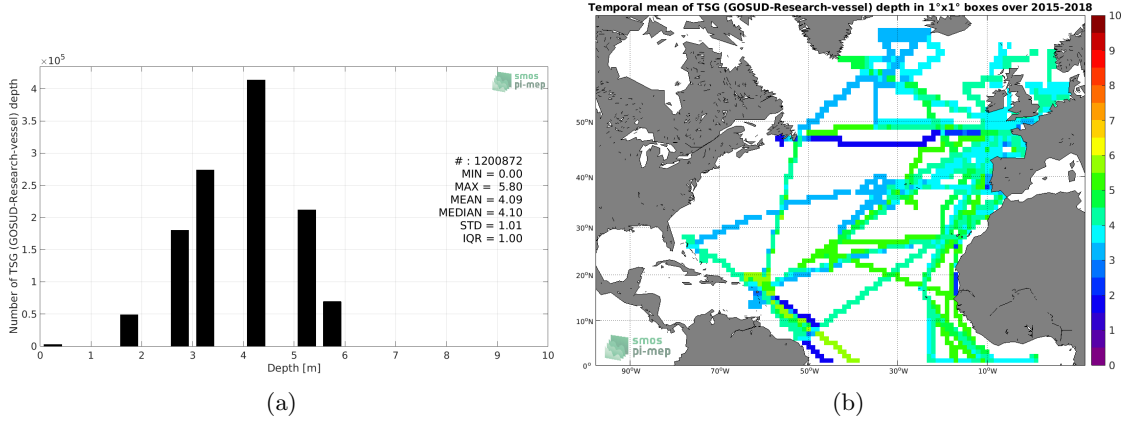 Number of TSG (GOSUD-Research-vessel) depth
×10⁵
4
3.5
3
2.5
2
1.5
1
0.5
0
0 1 2 3 4 5 6 7 8 9 10
Depth [m]
smos
pi-mep
# : 1200872
MIN = 0.00
MAX = 5.80
MEAN = 4.09
MEDIAN = 4.10
STD = 1.01
IQR = 1.00
(a)
Temporal mean of TSG (GOSUD-Research-vessel) depth in 1°x1° boxes over 2015-2018
50°N
40°N
30°N
20°N
10°N
0°
90°W 70°W 50°W 30°W 10°W
smos
pi-mep
10
9
8
7
6
5
4
3
2
1
0
(b)